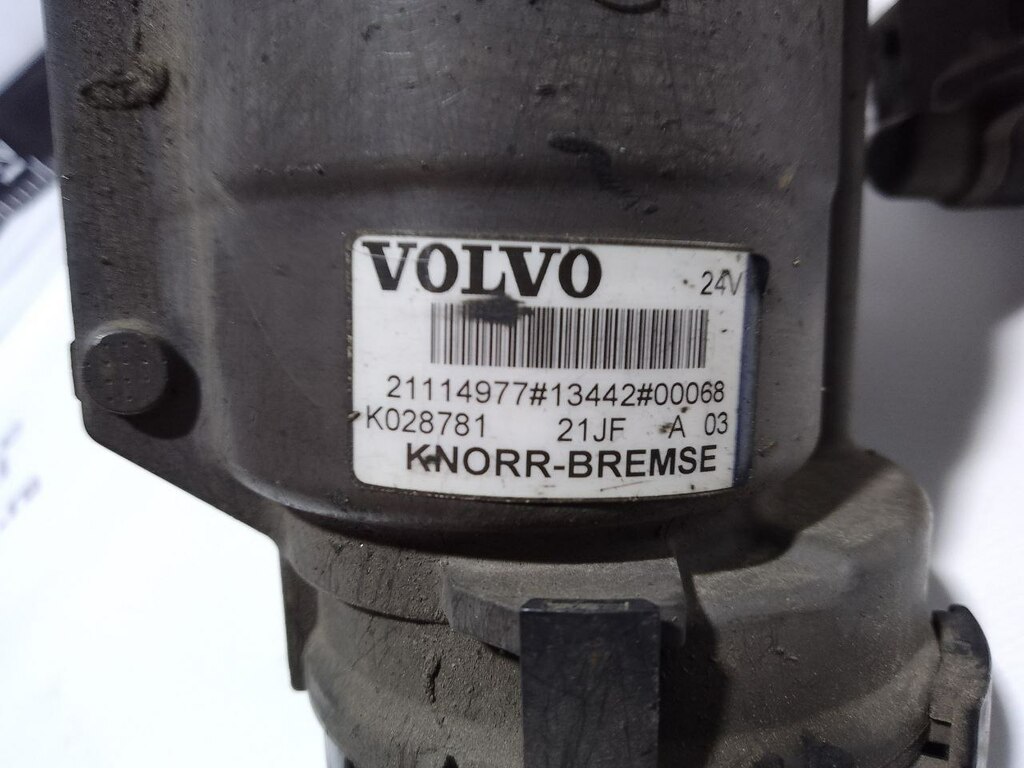 VOLVO
24V
21114977#13442#00068
K028781 21JF A 03
KNORR-BREMSE